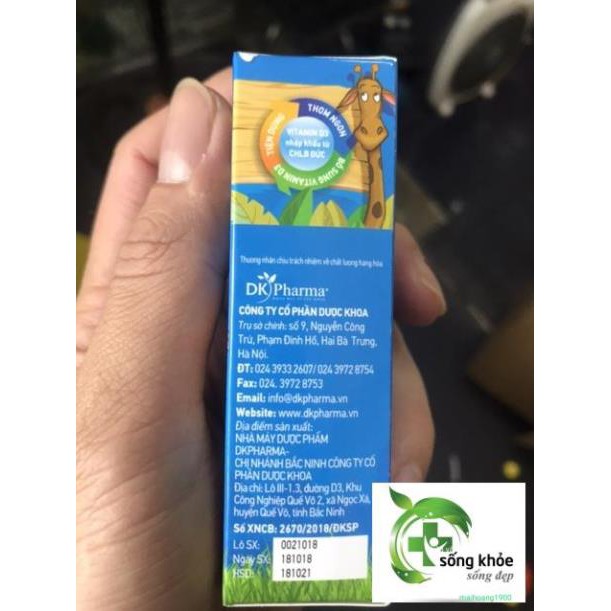 THƠM NGON
TIỆN DỤNG
BỔ SUNG VITAMIN D3
VITAMIN D3
nhập khẩu từ
CHLB ĐỨC
Thương nhân chịu trách nhiệm về chất lượng hàng hóa
DK Pharma
CÔNG TY CỔ PHẦN DƯỢC KHOA
Trụ sở chính: số 9, Nguyễn Công
Trứ, Phạm Đình Hổ, Hai Bà Trưng,
Hà Nội.
ĐT: 024 3933 2607/ 024 3972 8754
Fax: 024. 3972 8753
Email: info@dkpharma.vn
Website: www.dkpharma.vn
Địa điểm sản xuất:
NHÀ MÁY DƯỢC PHẨM
DKPHARMA-
CHI NHÁNH BẮC NINH CÔNG TY CỔ
PHẦN DƯỢC KHOA
Địa chỉ: Lô III-1.3, đường D3, Khu
Công Nghiệp Quế Võ 2, xã Ngọc Xá,
huyện Quế Võ, tỉnh Bắc Ninh
Số XNCB: 2670/2018/ĐKSP
Lô SX: 0021018
Ngày SX: 181018
HSD: 181021
sống khỏe
sống đẹp
maihoang1980